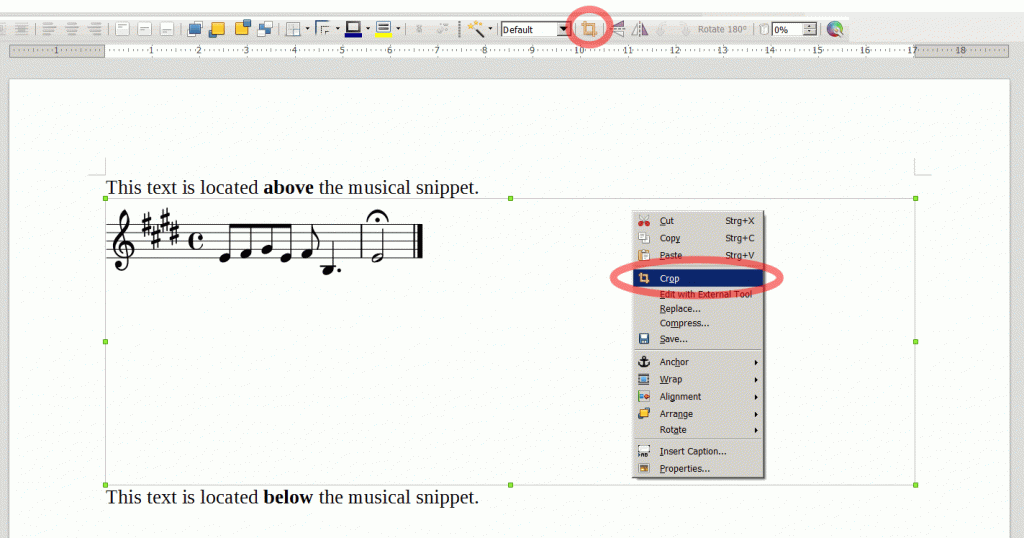 Default Rotate 180° 0%
1 1 2 3 4 5 6 7 8 9 10 11 12 13 14 15 16 17 18
This text is located above the musical snippet.
Cut Strg+X
Copy Strg+C
Paste Strg+V
Crop
Edit with External Tool
Replace...
Compress...
Save...
Anchor
Wrap
Alignment
Arrange
Rotate
Insert Caption...
Properties...
This text is located below the musical snippet.